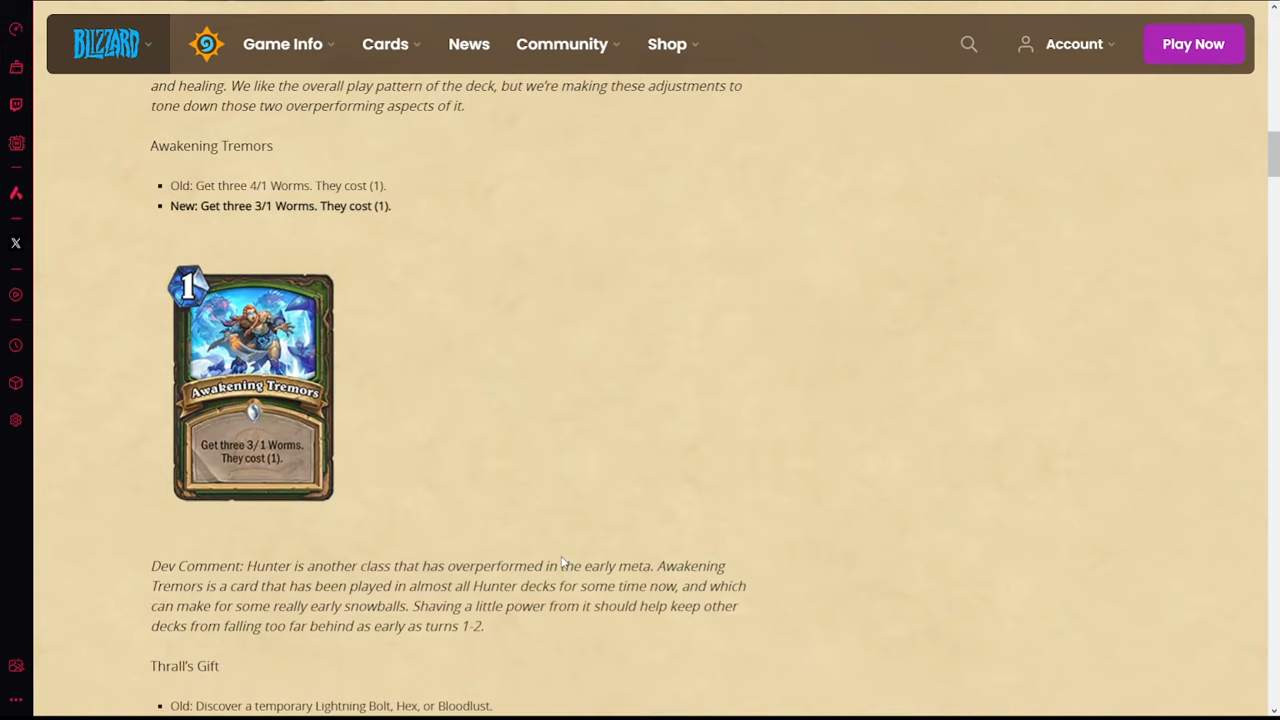 BLIZZARD
Game Info
Cards
News
Community
Shop
Account
Play Now
and healing. We like the overall play pattern of the deck, but we're making these adjustments to
tone down those two overperforming aspects of it.
Awakening Tremors
▪ Old: Get three 4/1 Worms. They cost (1).
▪ New: Get three 3/1 Worms. They cost (1).
1
Awakening Tremors
Get three 3/1 Worms.
They cost (1).
Dev Comment: Hunter is another class that has overperformed in the early meta. Awakening
Tremors is a card that has been played in almost all Hunter decks for some time now, and which
can make for some really early snowballs. Shaving a little power from it should help keep other
decks from falling too far behind as early as turns 1-2.
Thrall's Gift
▪ Old: Discover a temporary Lightning Bolt, Hex, or Bloodlust.